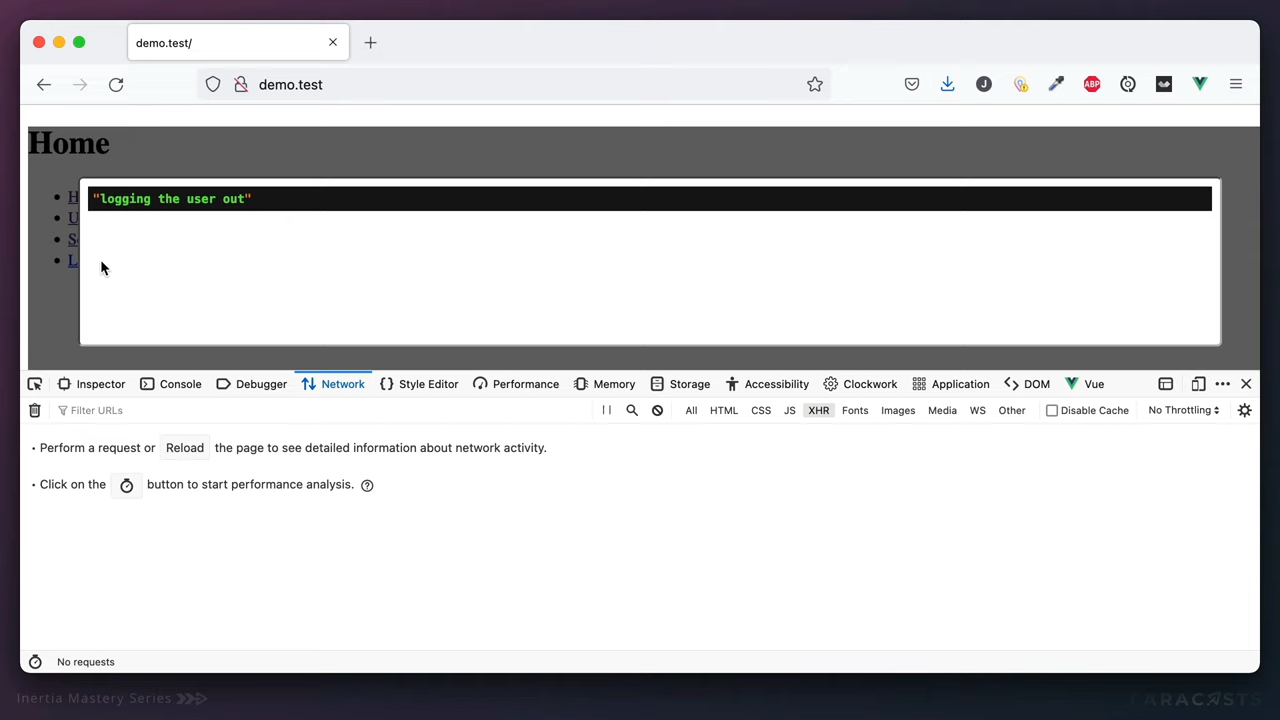 demo.test/
demo.test
J
ABP
Home
H
U
Se
L
"logging the user out"
Inspector Console Debugger Network Style Editor Performance Memory Storage Accessibility Clockwork Application DOM Vue
Filter URLs All HTML CSS JS XHR Fonts Images Media WS Other Disable Cache No Throttling
• Perform a request or Reload the page to see detailed information about network activity.
• Click on the button to start performance analysis.
No requests
Inertia Mastery Series
LARACASTS